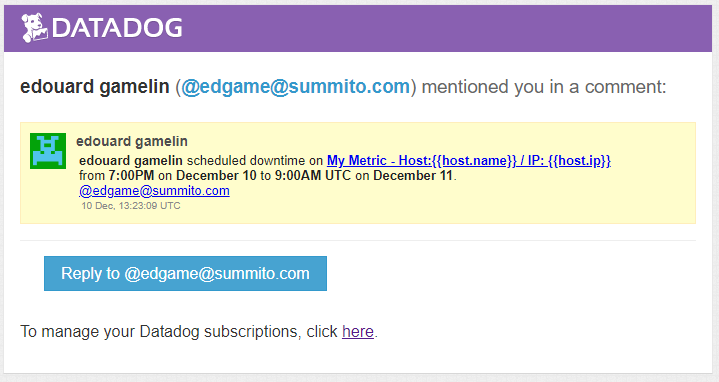 DATADOG
edouard gamelin (@edgame@summito.com) mentioned you in a comment:
edouard gamelin
edouard gamelin scheduled downtime on My Metric - Host:{{host.name}} / IP: {{host.ip}}
from 7:00PM on December 10 to 9:00AM UTC on December 11.
@edgame@summito.com
10 Dec, 13:23:09 UTC
Reply to @edgame@summito.com
To manage your Datadog subscriptions, click here.